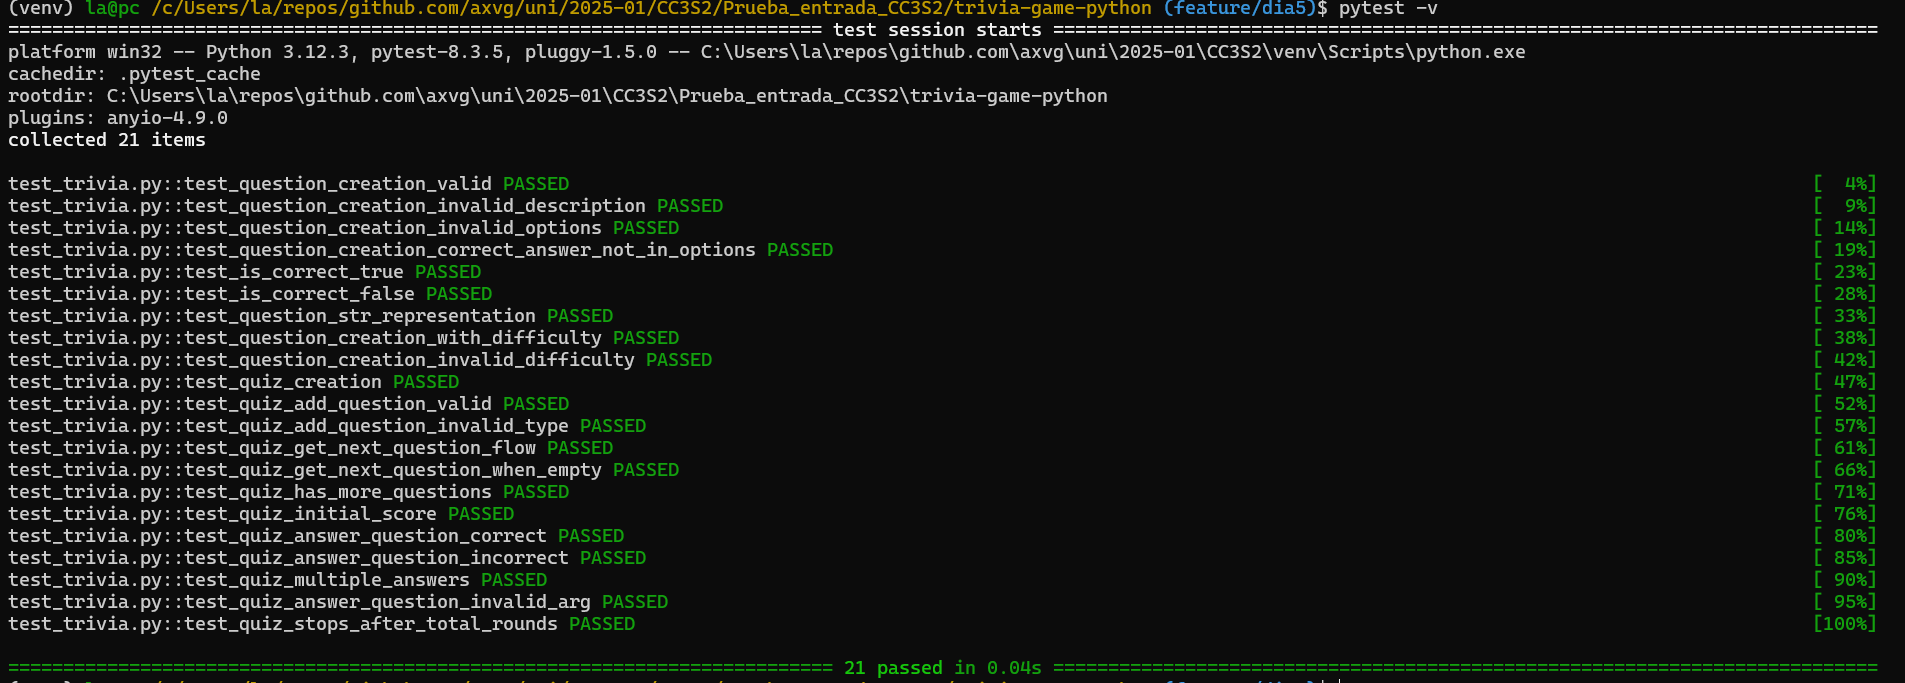 (venv) la@pc /c/Users/la/repos/github.com/axvg/uni/2025-01/CC3S2/Prueba_entrada_CC3S2/trivia-game-python (feature/dia5)$ pytest -v
========================================================================== test session starts ===========================================================================
platform win32 -- Python 3.12.3, pytest-8.3.5, pluggy-1.5.0 -- C:\Users\la\repos\github.com\axvg\uni\2025-01\CC3S2\venv\Scripts\python.exe
cachedir: .pytest_cache
rootdir: C:\Users\la\repos\github.com\axvg\uni\2025-01\CC3S2\Prueba_entrada_CC3S2\trivia-game-python
plugins: anyio-4.9.0
collected 21 items
test_trivia.py::test_question_creation_valid PASSED [  4%]
test_trivia.py::test_question_creation_invalid_description PASSED [  9%]
test_trivia.py::test_question_creation_invalid_options PASSED [ 14%]
test_trivia.py::test_question_creation_correct_answer_not_in_options PASSED [ 19%]
test_trivia.py::test_is_correct_true PASSED [ 23%]
test_trivia.py::test_is_correct_false PASSED [ 28%]
test_trivia.py::test_question_str_representation PASSED [ 33%]
test_trivia.py::test_question_creation_with_difficulty PASSED [ 38%]
test_trivia.py::test_question_creation_invalid_difficulty PASSED [ 42%]
test_trivia.py::test_quiz_creation PASSED [ 47%]
test_trivia.py::test_quiz_add_question_valid PASSED [ 52%]
test_trivia.py::test_quiz_add_question_invalid_type PASSED [ 57%]
test_trivia.py::test_quiz_get_next_question_flow PASSED [ 61%]
test_trivia.py::test_quiz_get_next_question_when_empty PASSED [ 66%]
test_trivia.py::test_quiz_has_more_questions PASSED [ 71%]
test_trivia.py::test_quiz_initial_score PASSED [ 76%]
test_trivia.py::test_quiz_answer_question_correct PASSED [ 80%]
test_trivia.py::test_quiz_answer_question_incorrect PASSED [ 85%]
test_trivia.py::test_quiz_multiple_answers PASSED [ 90%]
test_trivia.py::test_quiz_answer_question_invalid_arg PASSED [ 95%]
test_trivia.py::test_quiz_stops_after_total_rounds PASSED [100%]
=========================================================================== 21 passed in 0.04s ===========================================================================